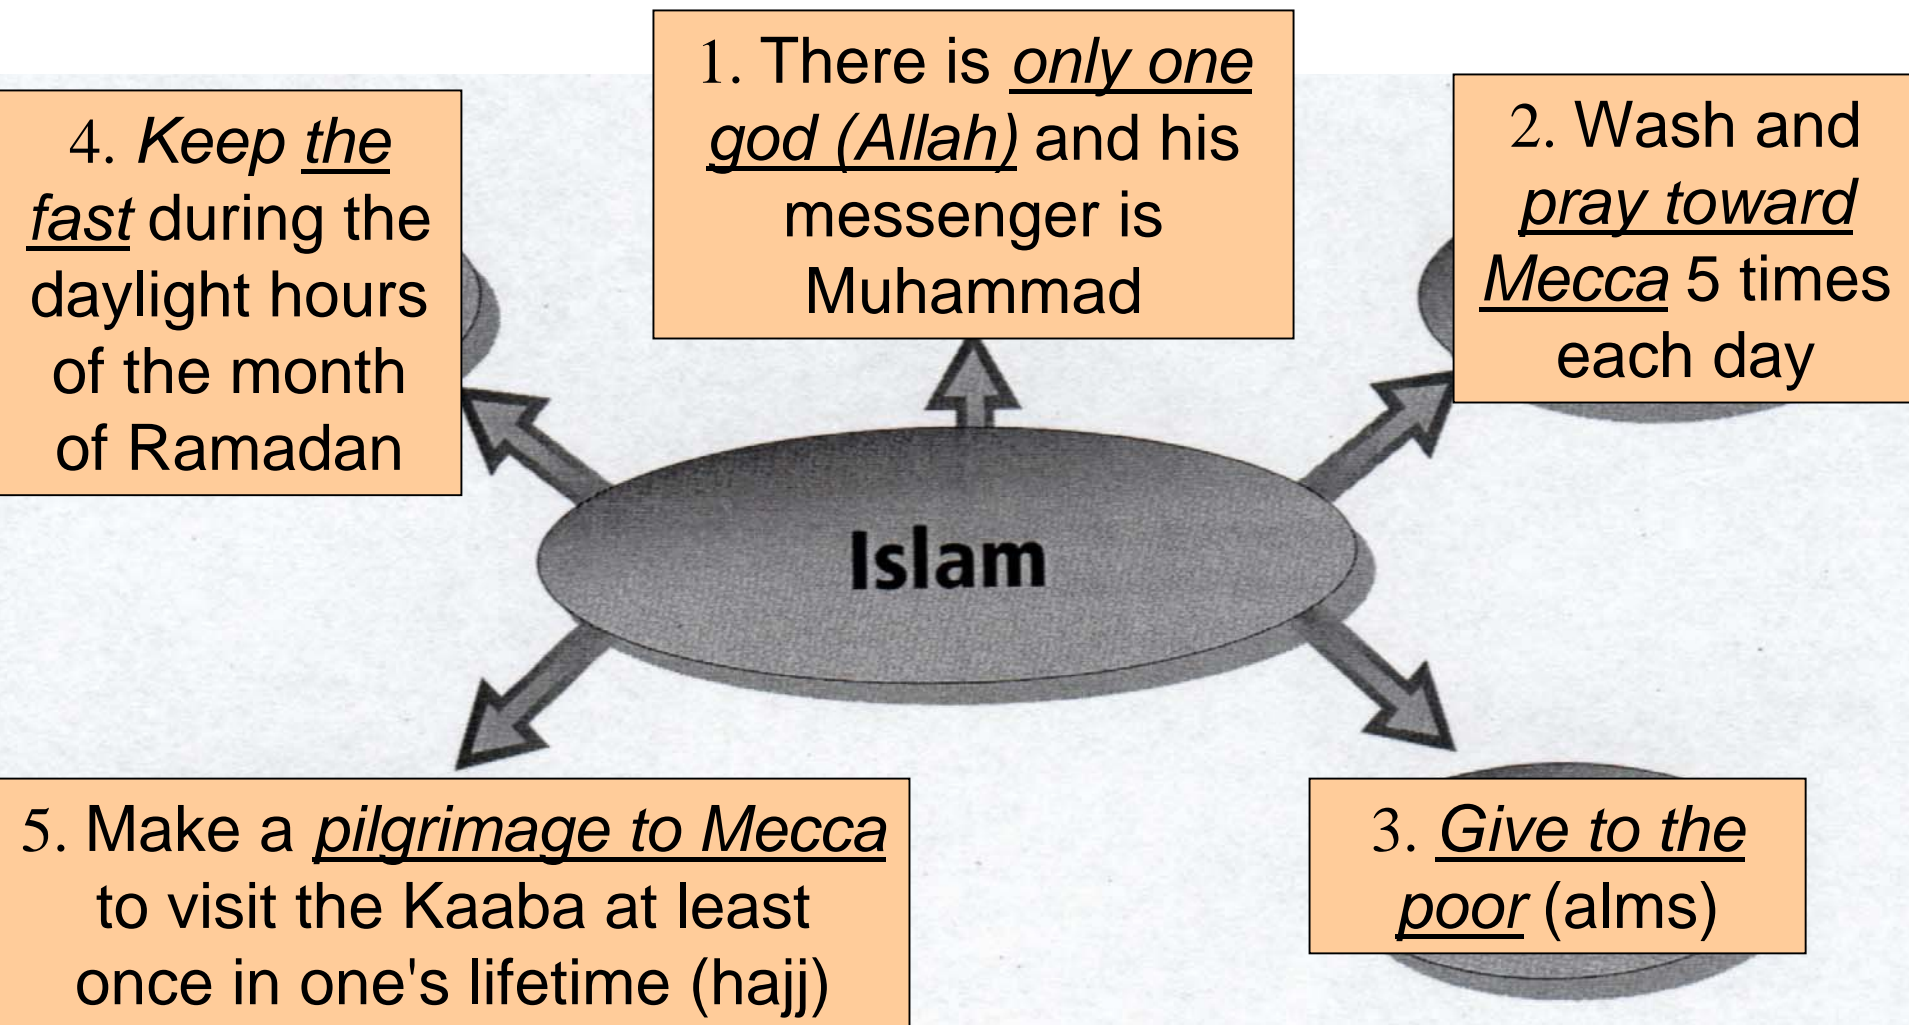 1. There is only one
god (Allah) and his
messenger is
Muhammad
2. Wash and
pray toward
Mecca 5 times
each day
3. Give to the
poor (alms)
4. Keep the
fast during the
daylight hours
of the month
of Ramadan
5. Make a pilgrimage to Mecca
to visit the Kaaba at least
once in one's lifetime (hajj)
Islam